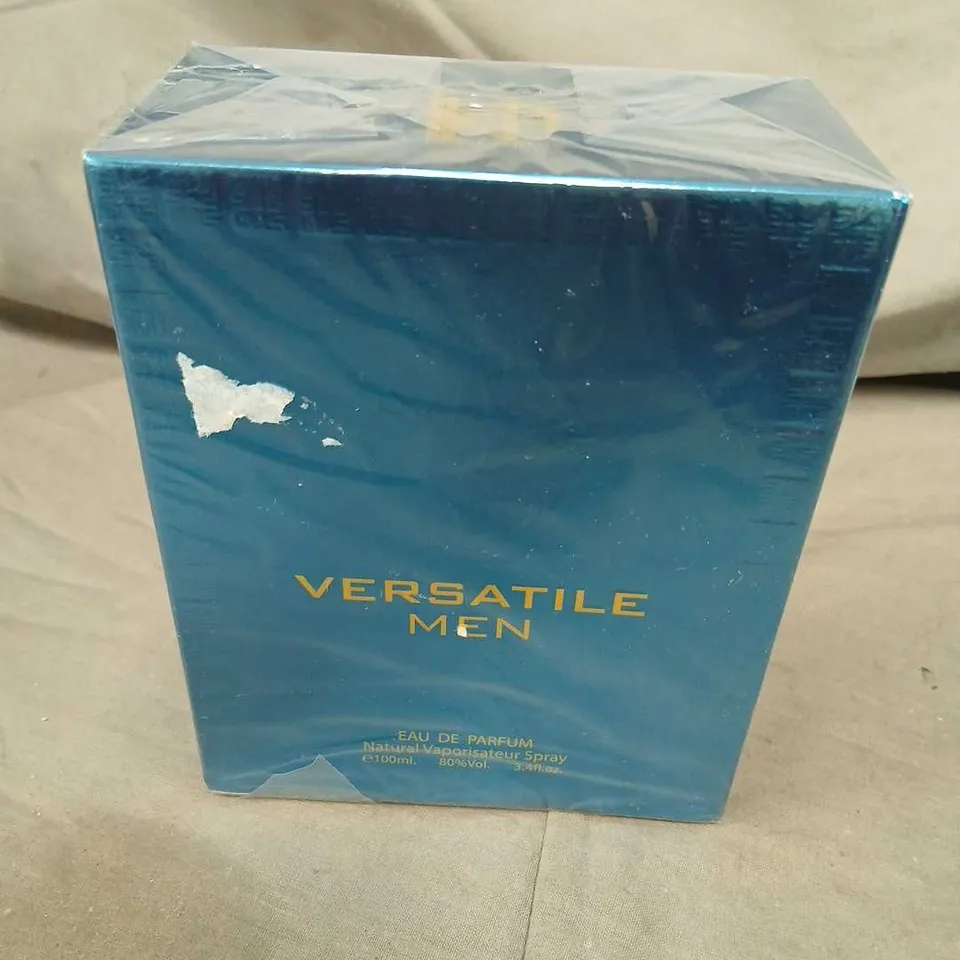 VERSATILE
MEN
EAU DE PARFUM
Natural Vaporisateur Spray
℮100ml. 80%Vol. 3.4fl.oz.